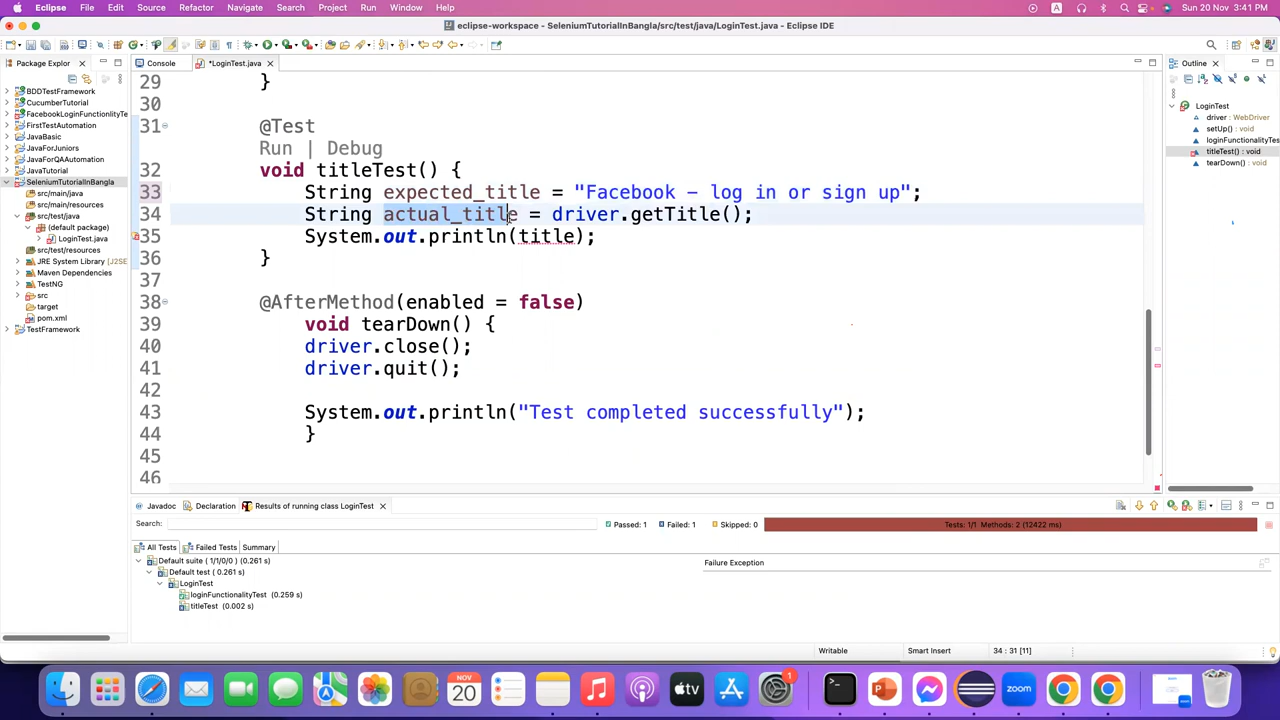 Eclipse File Edit Source Refactor Navigate Search Project Run Window Help Sun 20 Nov 3:41 PM
eclipse-workspace - SeleniumTutorialInBangla/src/test/java/LoginTest.java - Eclipse IDE
Package Explor
Console
*LoginTest.java
Outline
BDDTestFramework
CucumberTutorial
FacebookLoginFunctionlityTe
FirstTestAutomation
JavaBasic
JavaForJuniors
JavaForQAAutomation
JavaTutorial
SeleniumTutorialInBangla
src/main/java
src/main/resources
src/test/java
(default package)
LoginTest.java
src/test/resources
JRE System Library [J2SE
Maven Dependencies
TestNG
src
target
pom.xml
TestFramework
29 }
30
31 @Test
Run | Debug
32 void titleTest() {
33 String expected_title = "Facebook – log in or sign up";
34 String actual_title = driver.getTitle();
35 System.out.println(title);
36 }
37
38 @AfterMethod(enabled = false)
39 void tearDown() {
40 driver.close();
41 driver.quit();
42
43 System.out.println("Test completed successfully");
44 }
45
46
LoginTest
driver : WebDriver
setUp() : void
loginFunctionalityTes
titleTest() : void
tearDown() : void
Javadoc Declaration Results of running class LoginTest
Search: Passed: 1 Failed: 1 Skipped: 0 Tests: 1/1 Methods: 2 (12422 ms)
All Tests Failed Tests Summary
Default suite ( 1/1/0/0 ) (0.261 s)
Default test ( 0.261 s)
LoginTest
loginFunctionalityTest (0.259 s)
titleTest (0.002 s)
Failure Exception
Writable Smart Insert 34 : 31 [11]
NOV
20
tv
1
zoom